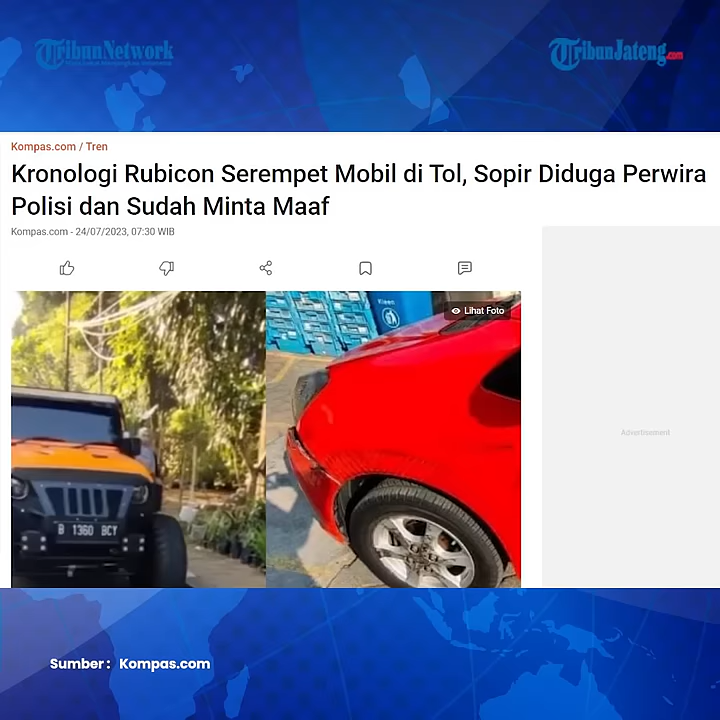 TribunNetwork
TribunJateng.com
Kompas.com / Tren
Kronologi Rubicon Serempet Mobil di Tol, Sopir Diduga Perwira
Polisi dan Sudah Minta Maaf
Kompas.com - 24/07/2023, 07:30 WIB
Kleen
Lihat Foto
B 1360 BCY
Advertisement
Sumber : Kompas.com